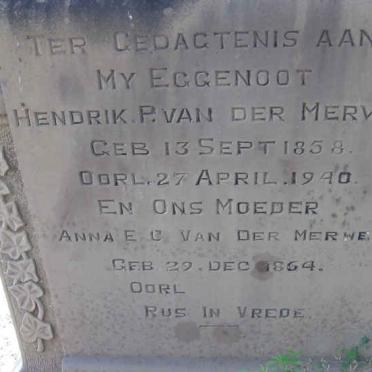 TER GEDAGTENIS AAN
MY EGGENOOT
HENDRIK. P. VAN DER MERW
GEB 13 SEPT 1858.
OORL. 27 APRIL. 1940.
EN ONS MOEDER
ANNA E. C. VAN DER MERWE
GEB 29. DEC 1864.
OORL
RUS IN VREDE.